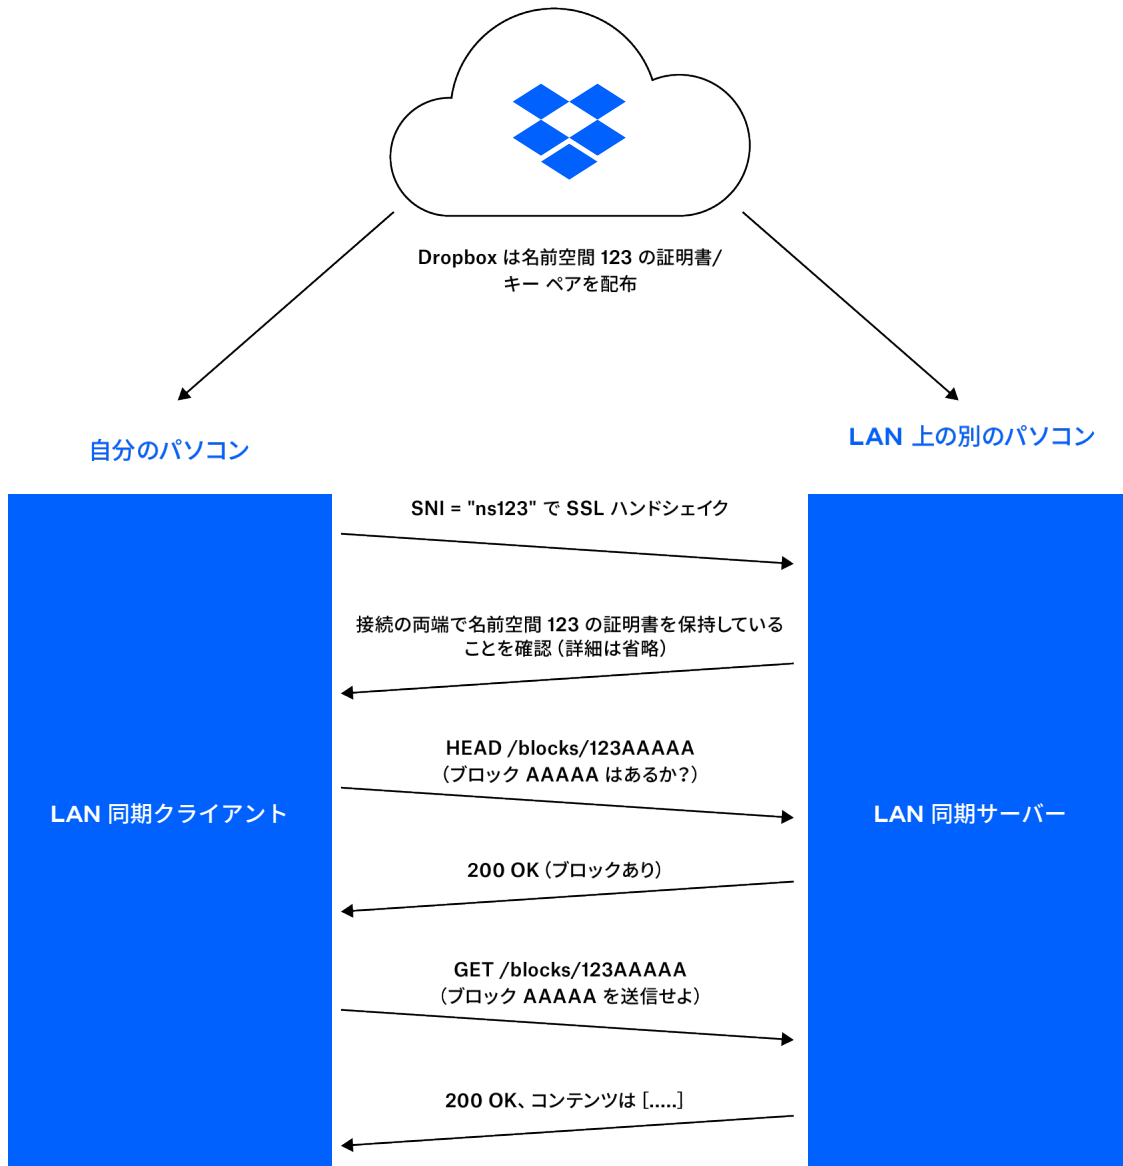 Dropbox は名前空間 123 の証明書/
キー ペアを配布
自分のパソコン
LAN 上の別のパソコン
SNI = "ns123" で SSL ハンドシェイク
接続の両端で名前空間 123 の証明書を保持している
ことを確認（詳細は省略）
HEAD /blocks/123AAAAA
（ブロック AAAAA はあるか？）
LAN 同期クライアント
LAN 同期サーバー
200 OK（ブロックあり）
GET /blocks/123AAAAA
（ブロック AAAAA を送信せよ）
200 OK、コンテンツは [.....]